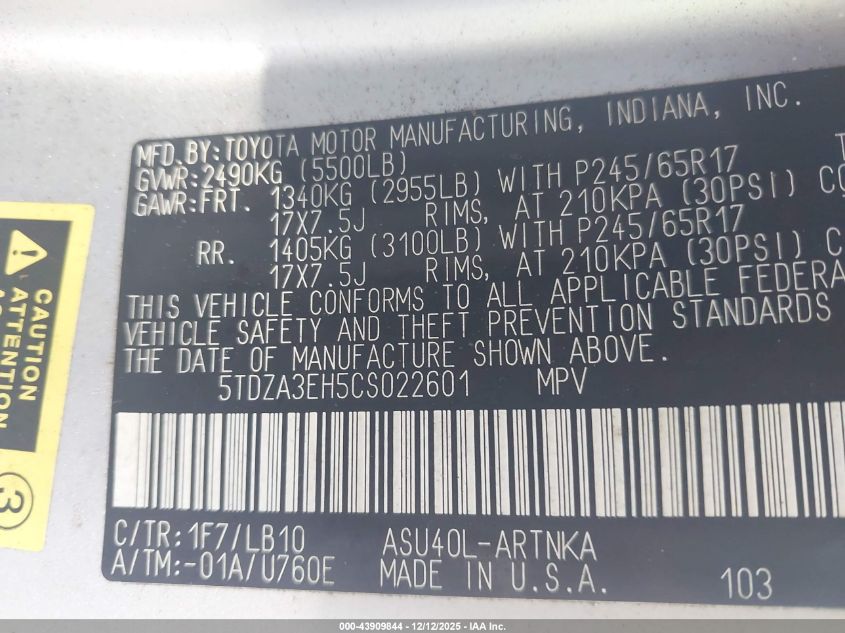 MFD.BY:TOYOTA MOTOR MANUFACTURING, INDIANA, INC.
GVWR:2490KG (5500LB)
GAWR:FRT. 1340KG (2955LB) WITH P245/65R17
17X7.5J RIMS, AT 210KPA (30PSI)
RR. 1405KG (3100LB) WITH P245/65R17
17X7.5J RIMS, AT 210KPA (30PSI)
THIS VEHICLE CONFORMS TO ALL APPLICABLE FEDERA
VEHICLE SAFETY AND THEFT PREVENTION STANDARDS
THE DATE OF MANUFACTURE SHOWN ABOVE.
5TDZA3EH5CS022601 MPV
C/TR:1F7/LB10 ASU40L-ARTNKA
A/TM:-01A/U760E MADE IN U.S.A. 103
CAUTION
ATTENTION
3
000-43909844 - 12/12/2025 - IAA Inc.